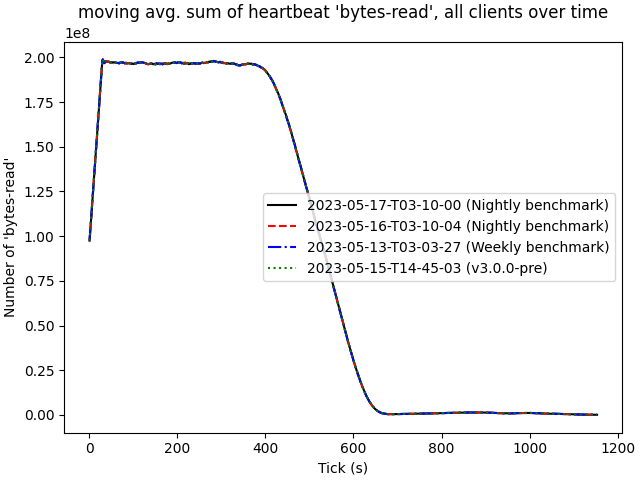 moving avg. sum of heartbeat 'bytes-read', all clients over time
1e8
2.00
1.75
1.50
1.25
1.00
0.75
0.50
0.25
0.00
Number of 'bytes-read'
2023-05-17-T03-10-00 (Nightly benchmark)
2023-05-16-T03-10-04 (Nightly benchmark)
2023-05-13-T03-03-27 (Weekly benchmark)
2023-05-15-T14-45-03 (v3.0.0-pre)
0 200 400 600 800 1000 1200
Tick (s)